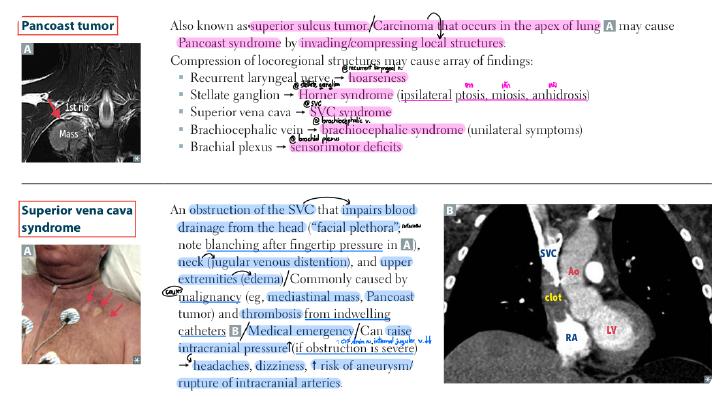 Pancoast tumor
Also known as superior sulcus tumor. Carcinoma that occurs in the apex of lung A may cause
Pancoast syndrome by invading/compressing local structures.
Compression of locoregional structures may cause array of findings:
@recurrent laryngeal n.
Recurrent laryngeal nerve → hoarseness
@ stellate ganglion
Stellate ganglion → Horner syndrome (ipsilateral ptosis, miosis, anhidrosis)
@ SVC
Superior vena cava → SVC syndrome
@ brachiocephalic v.
Brachiocephalic vein → brachiocephalic syndrome (unilateral symptoms)
@ brachial plexus
Brachial plexus → sensorimotor deficits
A
1st rib
Mass
Superior vena cava
syndrome
An obstruction of the SVC that impairs blood
drainage from the head (“facial plethora”;
note blanching after fingertip pressure in A),
neck (jugular venous distention), and upper
extremities (edema). Commonly caused by
malignancy (eg, mediastinal mass, Pancoast
tumor) and thrombosis from indwelling
catheters B. Medical emergency. Can raise
intracranial pressure (if obstruction is severe)
→ headaches, dizziness, ↑ risk of aneurysm/
rupture of intracranial arteries.
A
B
SVC
Ao
clot
RA
LV